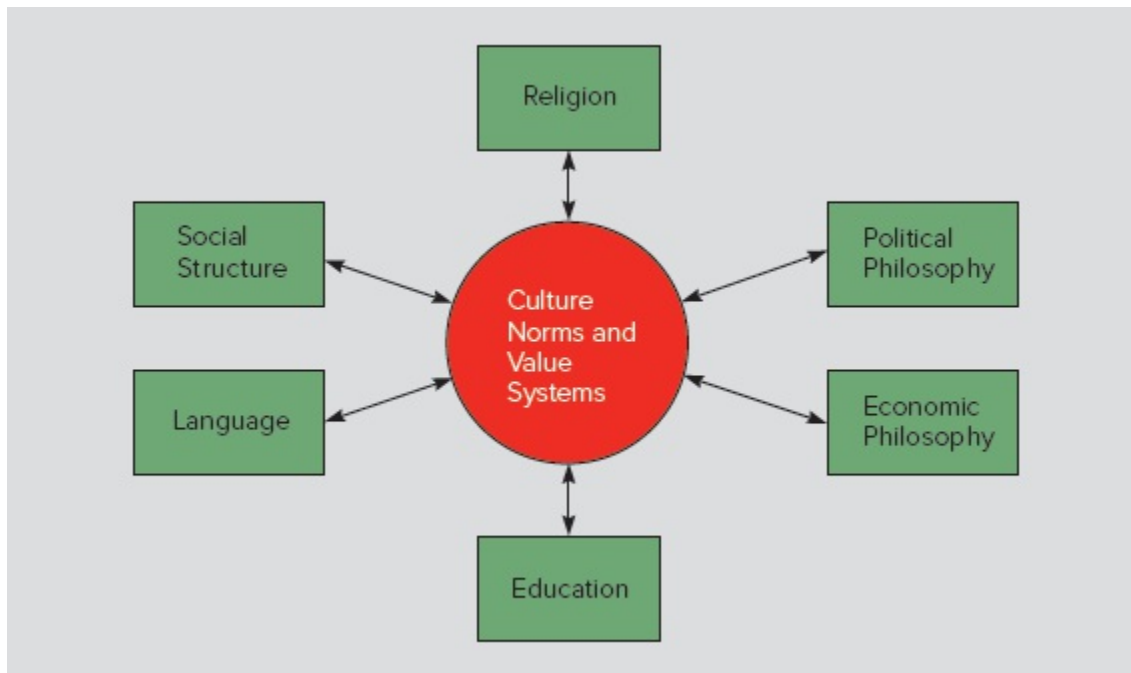 Religion
Social
Structure
Political
Philosophy
Culture
Norms and
Value
Systems
Language
Economic
Philosophy
Education